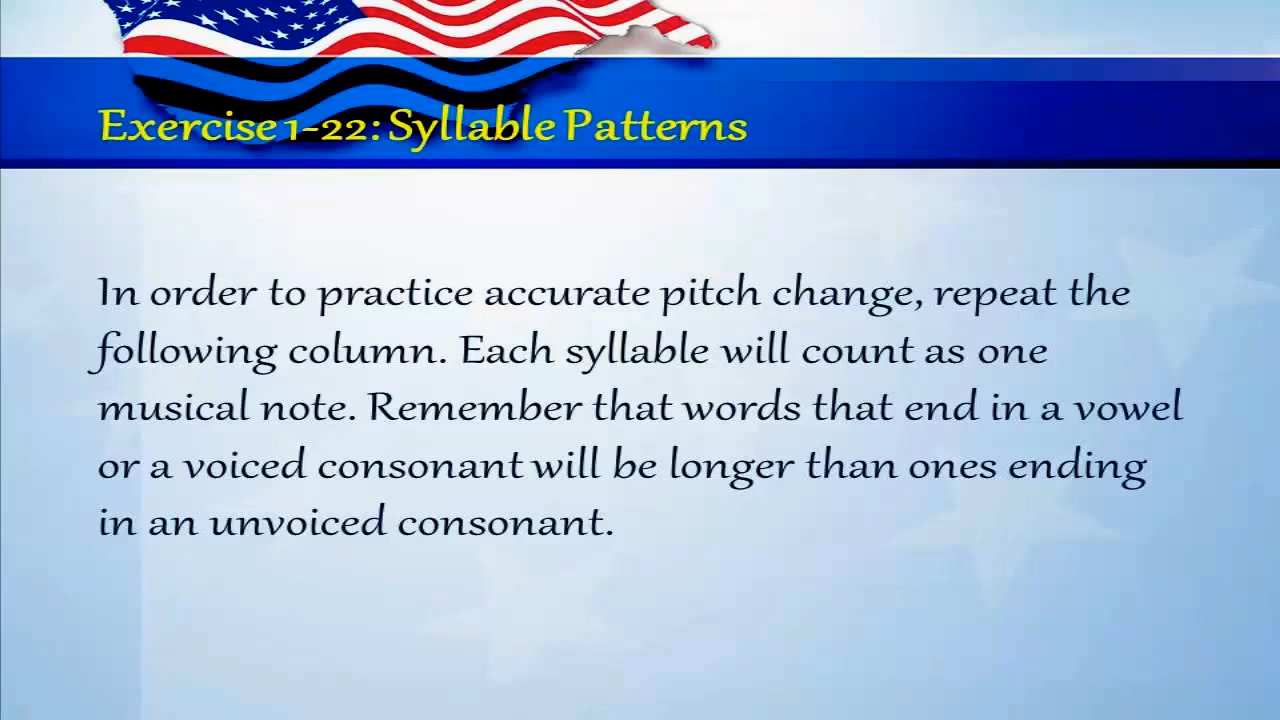 Exercise 1-22: Syllable Patterns
In order to practice accurate pitch change, repeat the
following column. Each syllable will count as one
musical note. Remember that words that end in a vowel
or a voiced consonant will be longer than ones ending
in an unvoiced consonant.